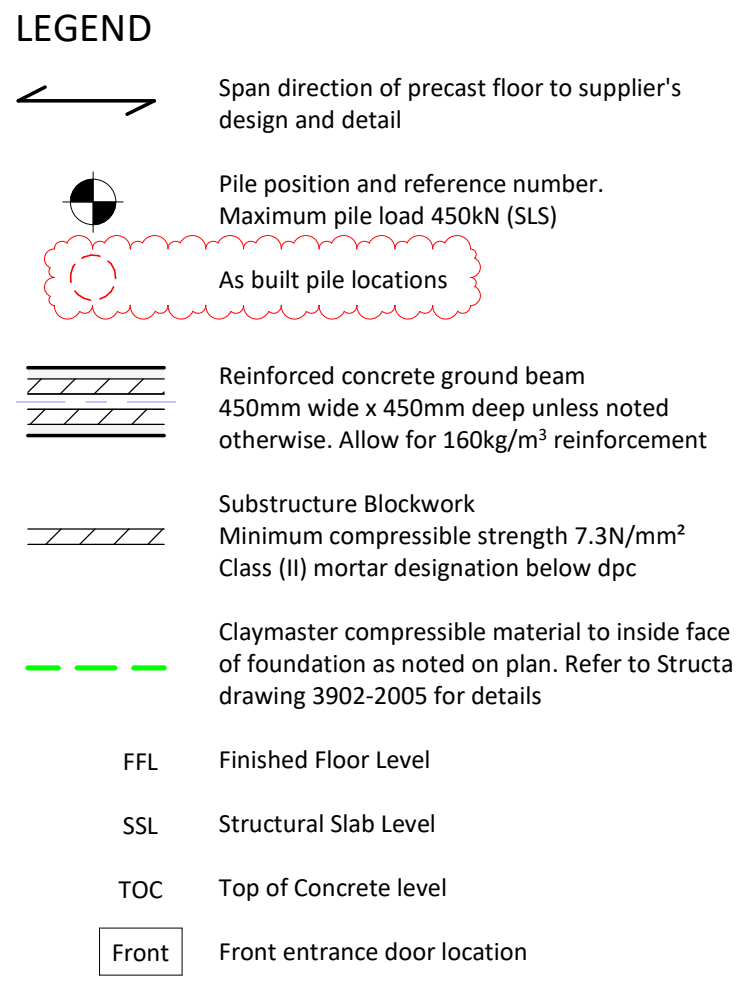 LEGEND
Span direction of precast floor to supplier's
design and detail
Pile position and reference number.
Maximum pile load 450kN (SLS)
As built pile locations
Reinforced concrete ground beam
450mm wide x 450mm deep unless noted
otherwise. Allow for 160kg/m³ reinforcement
Substructure Blockwork
Minimum compressible strength 7.3N/mm²
Class (II) mortar designation below dpc
Claymaster compressible material to inside face
of foundation as noted on plan. Refer to Structa
drawing 3902-2005 for details
FFL Finished Floor Level
SSL Structural Slab Level
TOC Top of Concrete level
Front Front entrance door location